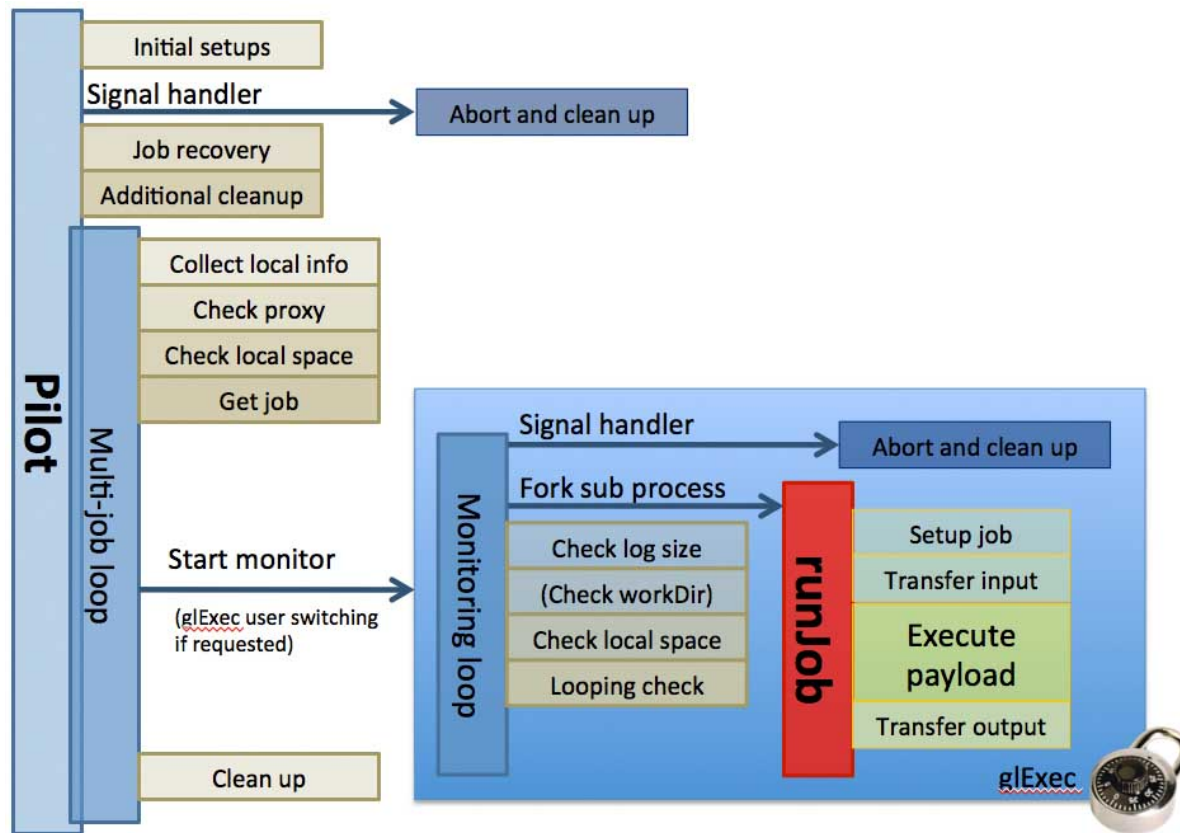 Initial setups
Signal handler
Abort and clean up
Job recovery
Additional cleanup
Pilot
Multi-job loop
Collect local info
Check proxy
Check local space
Get job
Start monitor
(glExec user switching
if requested)
Clean up
Monitoring loop
Signal handler
Abort and clean up
Fork sub process
Check log size
(Check workDir)
Check local space
Looping check
runJob
Setup job
Transfer input
Execute
payload
Transfer output
glExec